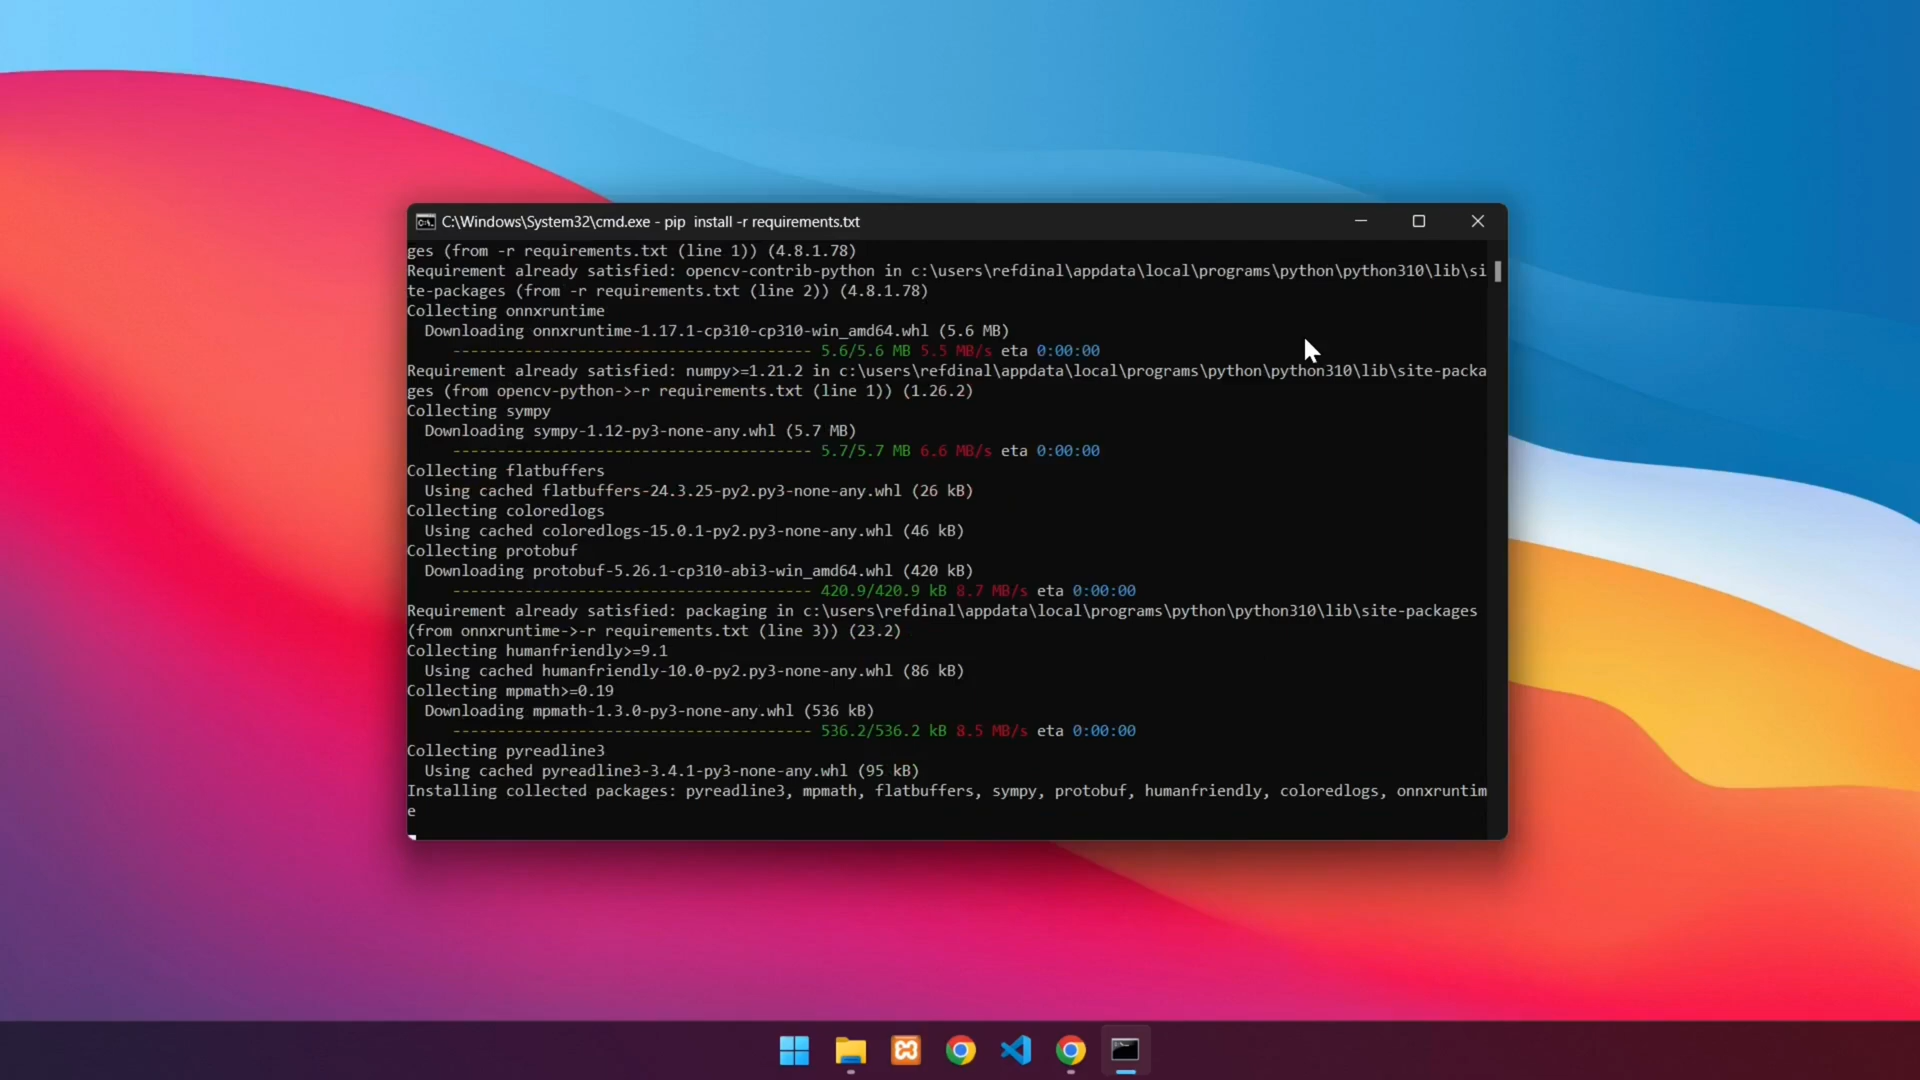 C:\Windows\System32\cmd.exe - pip  install -r requirements.txt
ges (from -r requirements.txt (line 1)) (4.8.1.78)
Requirement already satisfied: opencv-contrib-python in c:\users\refdinal\appdata\local\programs\python\python310\lib\si
te-packages (from -r requirements.txt (line 2)) (4.8.1.78)
Collecting onnxruntime
  Downloading onnxruntime-1.17.1-cp310-cp310-win_amd64.whl (5.6 MB)
     ---------------------------------------- 5.6/5.6 MB 5.5 MB/s eta 0:00:00
Requirement already satisfied: numpy>=1.21.2 in c:\users\refdinal\appdata\local\programs\python\python310\lib\site-packa
ges (from opencv-python->-r requirements.txt (line 1)) (1.26.2)
Collecting sympy
  Downloading sympy-1.12-py3-none-any.whl (5.7 MB)
     ---------------------------------------- 5.7/5.7 MB 6.6 MB/s eta 0:00:00
Collecting flatbuffers
  Using cached flatbuffers-24.3.25-py2.py3-none-any.whl (26 kB)
Collecting coloredlogs
  Using cached coloredlogs-15.0.1-py2.py3-none-any.whl (46 kB)
Collecting protobuf
  Downloading protobuf-5.26.1-cp310-abi3-win_amd64.whl (420 kB)
     ---------------------------------------- 420.9/420.9 kB 8.7 MB/s eta 0:00:00
Requirement already satisfied: packaging in c:\users\refdinal\appdata\local\programs\python\python310\lib\site-packages
(from onnxruntime->-r requirements.txt (line 3)) (23.2)
Collecting humanfriendly>=9.1
  Using cached humanfriendly-10.0-py2.py3-none-any.whl (86 kB)
Collecting mpmath>=0.19
  Downloading mpmath-1.3.0-py3-none-any.whl (536 kB)
     ---------------------------------------- 536.2/536.2 kB 8.5 MB/s eta 0:00:00
Collecting pyreadline3
  Using cached pyreadline3-3.4.1-py3-none-any.whl (95 kB)
Installing collected packages: pyreadline3, mpmath, flatbuffers, sympy, protobuf, humanfriendly, coloredlogs, onnxruntim
e